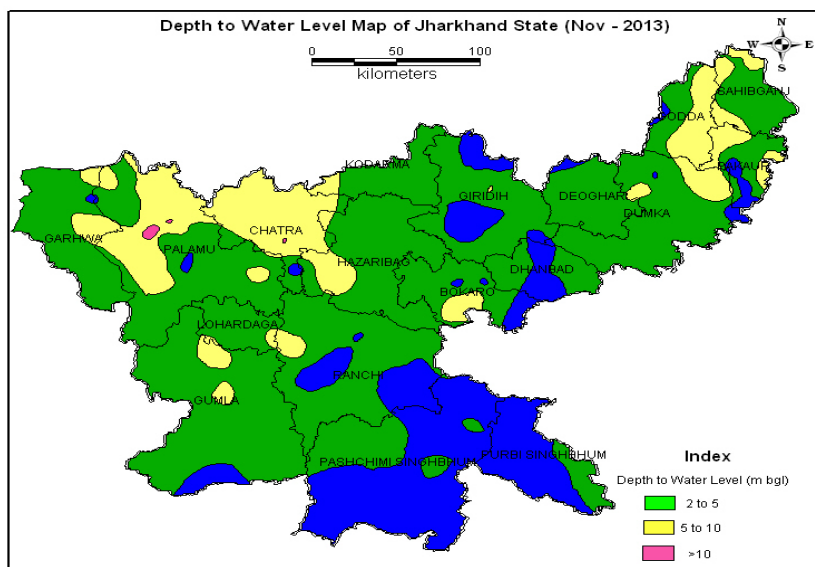 Depth to Water Level Map of Jharkhand State (Nov - 2013)
N
W E
S
0 50 100
kilometers
SAHIBGANJ
GODDA
PAKAUR
KODARMA
GIRIDIH
DEOGHAR
DUMKA
CHATRA
GARHWA
PALAMU
HAZARIBAG
DHANBAD
BOKARO
LOHARDAGA
RANCHI
GUMLA
PASHCHIMI SINGHBHUM
PURBI SINGHBHUM
Index
Depth to Water Level (m bgl)
2 to 5
5 to 10
>10